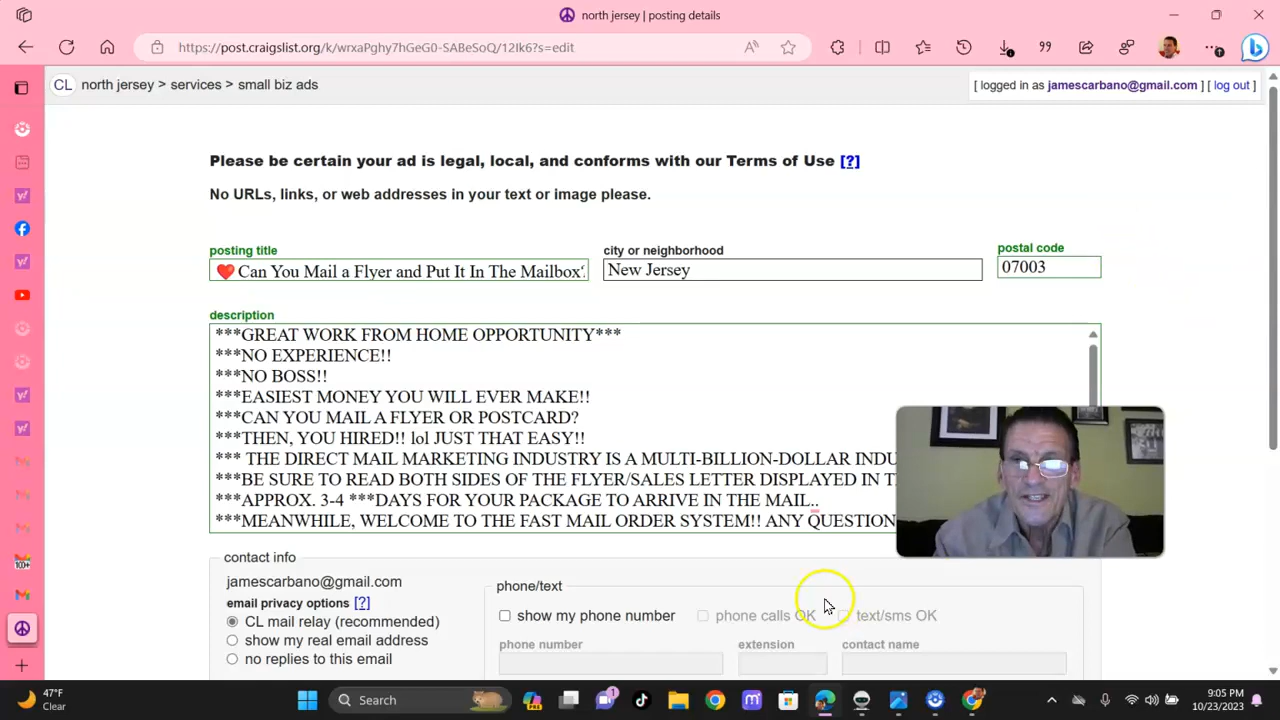 north jersey | posting details
https://post.craigslist.org/k/wrxaPghy7hGeG0-SABeSoQ/12Ik6?s=edit
CL north jersey > services > small biz ads
[ logged in as jamescarbano@gmail.com ] [ log out ]
Please be certain your ad is legal, local, and conforms with our Terms of Use [?]
No URLs, links, or web addresses in your text or image please.
posting title
city or neighborhood
postal code
❤️ Can You Mail a Flyer and Put It In The Mailbox
New Jersey
07003
description
***GREAT WORK FROM HOME OPPORTUNITY***
***NO EXPERIENCE!!
***NO BOSS!!
***EASIEST MONEY YOU WILL EVER MAKE!!
***CAN YOU MAIL A FLYER OR POSTCARD?
***THEN, YOU HIRED!! lol JUST THAT EASY!!
*** THE DIRECT MAIL MARKETING INDUSTRY IS A MULTI-BILLION-DOLLAR INDU
***BE SURE TO READ BOTH SIDES OF THE FLYER/SALES LETTER DISPLAYED IN T
***APPROX. 3-4 ***DAYS FOR YOUR PACKAGE TO ARRIVE IN THE MAIL..
***MEANWHILE, WELCOME TO THE FAST MAIL ORDER SYSTEM!! ANY QUESTION
contact info
jamescarbano@gmail.com
email privacy options [?]
CL mail relay (recommended)
show my real email address
no replies to this email
phone/text
show my phone number
phone calls OK
text/sms OK
phone number
extension
contact name
100+
47°F
Clear
Search
1
9:05 PM
10/23/2023